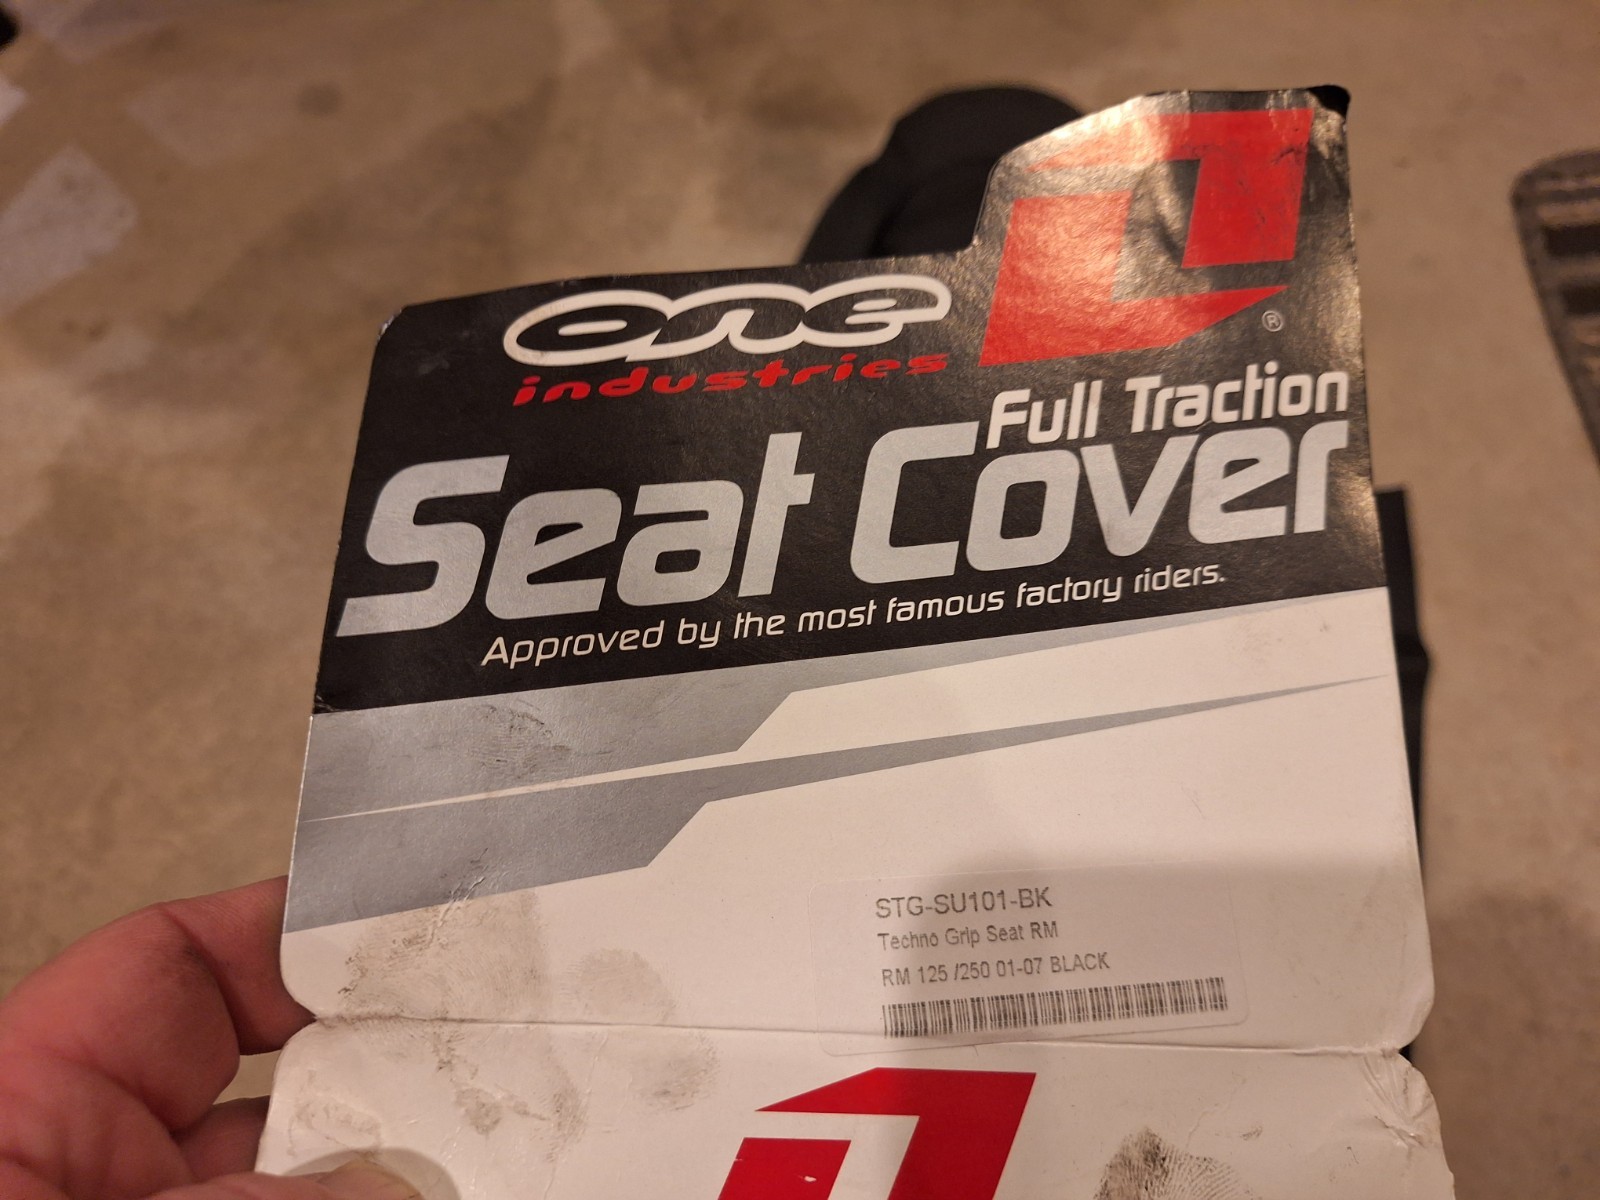 one
industries
®
Full Traction
Seat Cover
Approved by the most famous factory riders.
STG-SU101-BK
Techno Grip Seat RM
RM 125 /250 01-07 BLACK